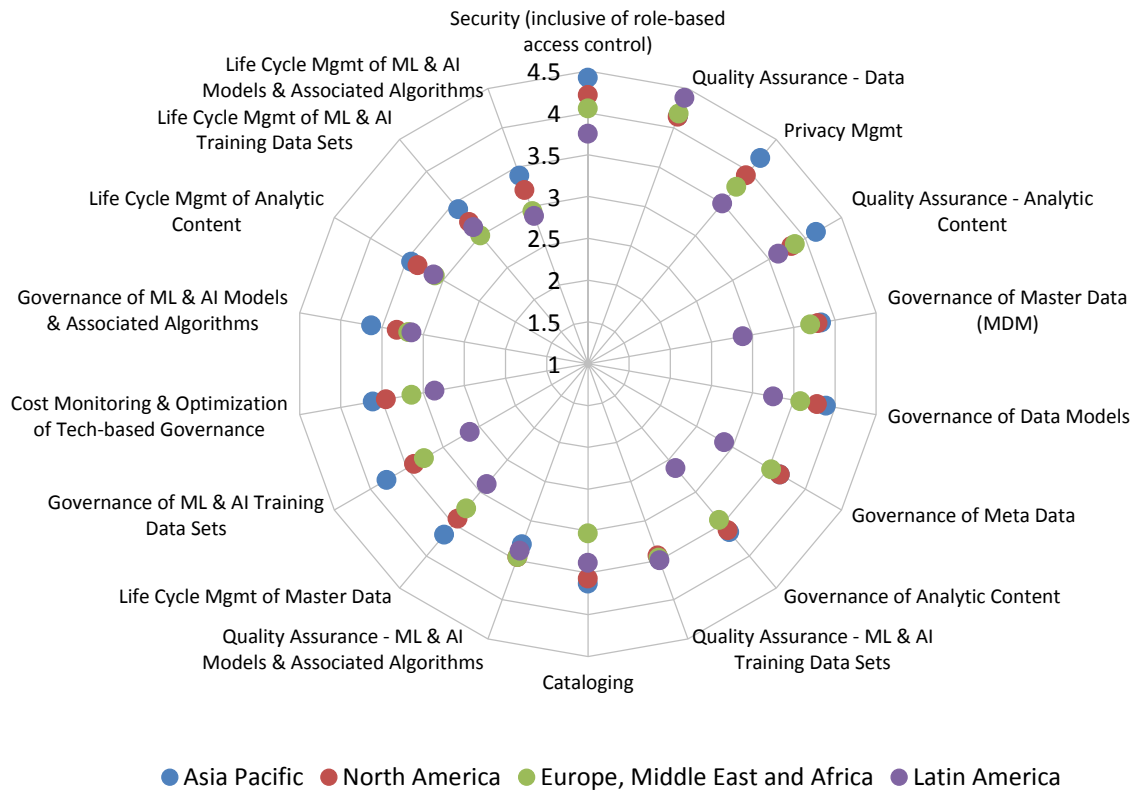 Security (inclusive of role-based
access control)
Life Cycle Mgmt of ML & AI
Models & Associated Algorithms
Quality Assurance - Data
Life Cycle Mgmt of ML & AI
Training Data Sets
Privacy Mgmt
Life Cycle Mgmt of Analytic
Content
Quality Assurance - Analytic
Content
Governance of ML & AI Models
& Associated Algorithms
Governance of Master Data
(MDM)
Cost Monitoring & Optimization
of Tech-based Governance
Governance of Data Models
Governance of ML & AI Training
Data Sets
Governance of Meta Data
Life Cycle Mgmt of Master Data
Governance of Analytic Content
Quality Assurance - ML & AI
Models & Associated Algorithms
Quality Assurance - ML & AI
Training Data Sets
Cataloging
4.5
4
3.5
3
2.5
2
1.5
1
Asia Pacific
North America
Europe, Middle East and Africa
Latin America